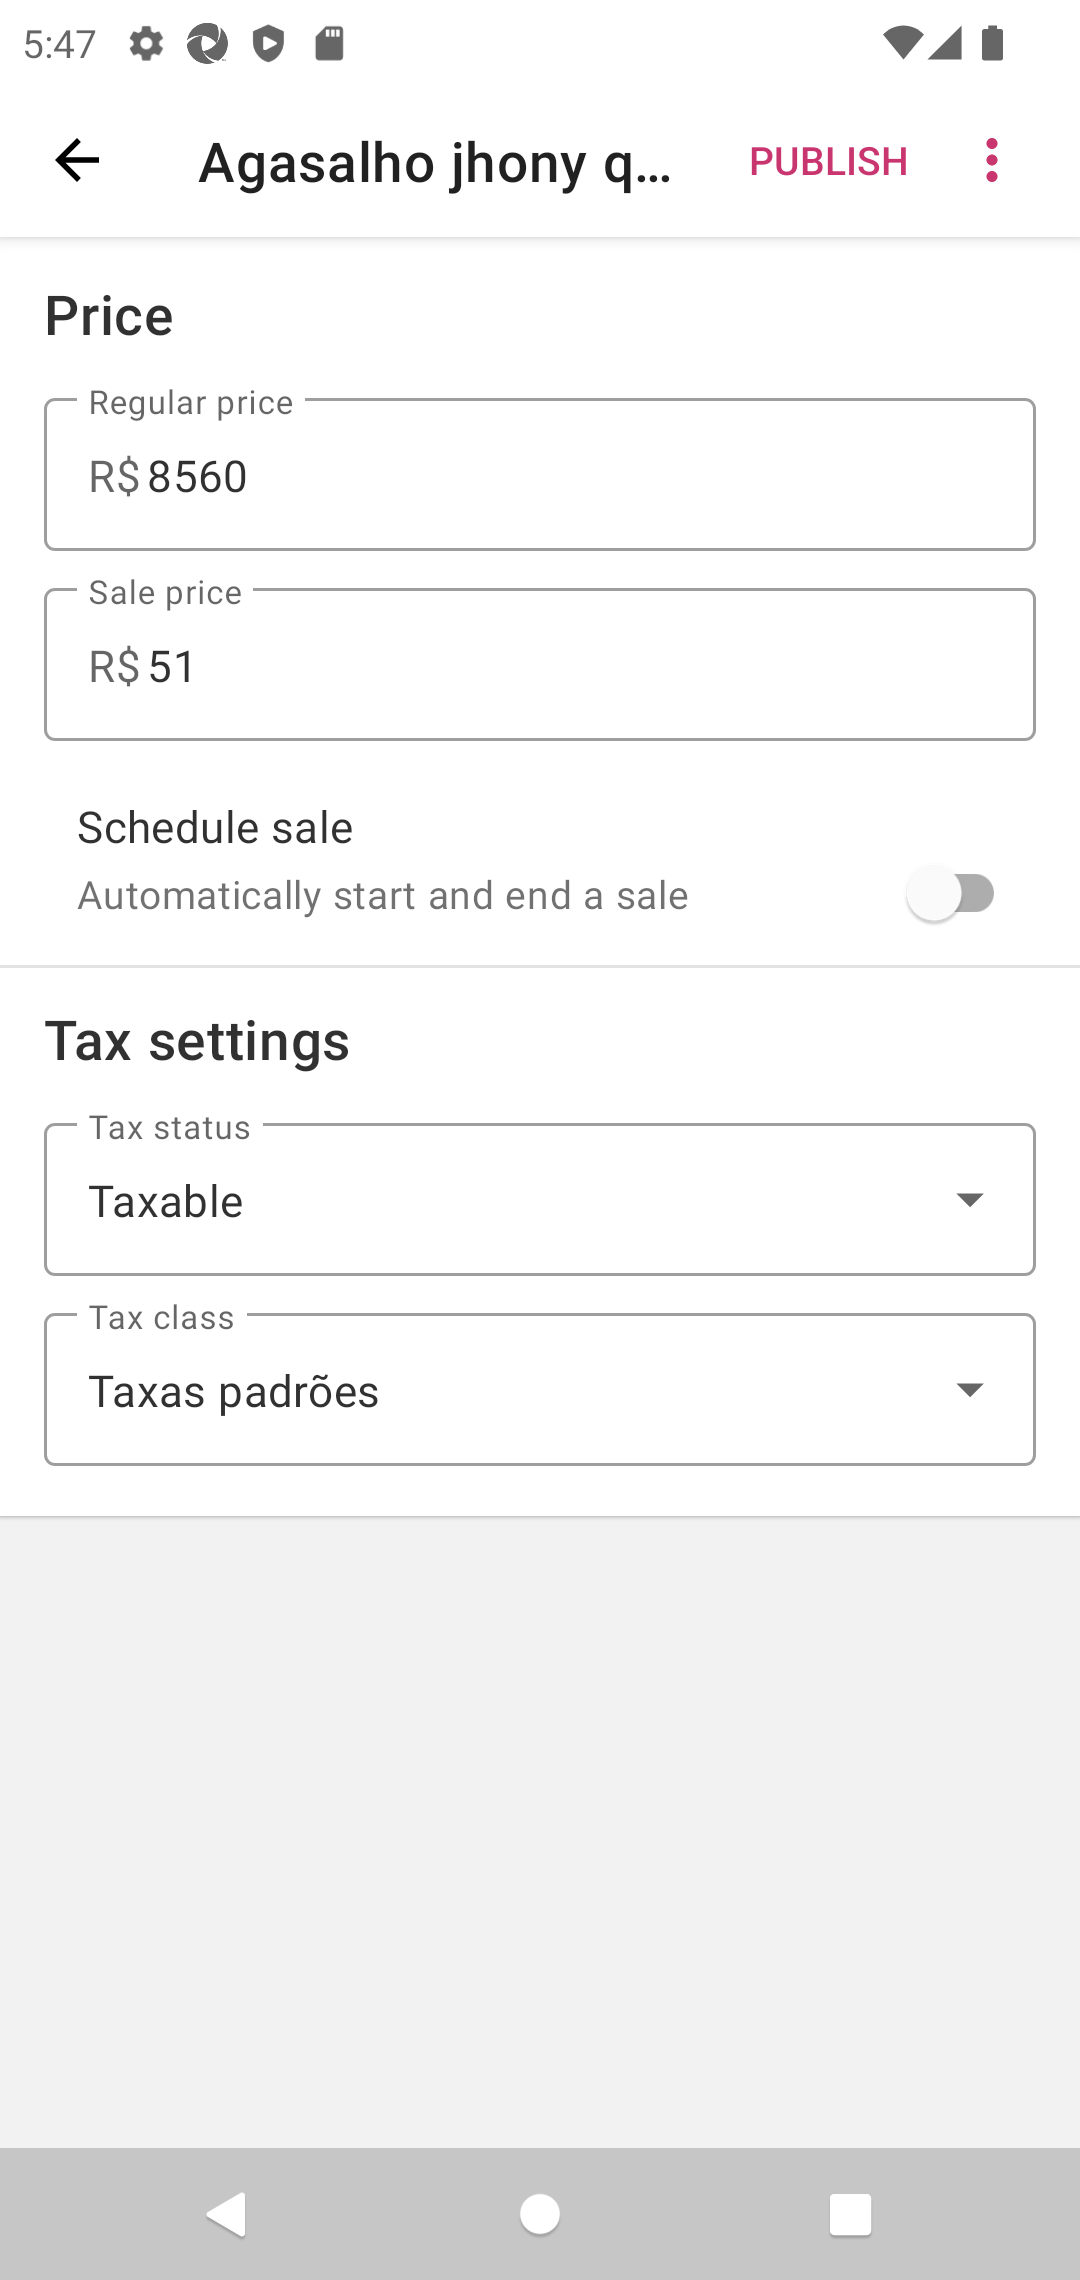 5:47
Agasalho jhony q...
PUBLISH
Price
Regular price
R$ 8560
Sale price
R$ 51
Schedule sale
Automatically start and end a sale
Tax settings
Tax status
Taxable
Tax class
Taxas padrões